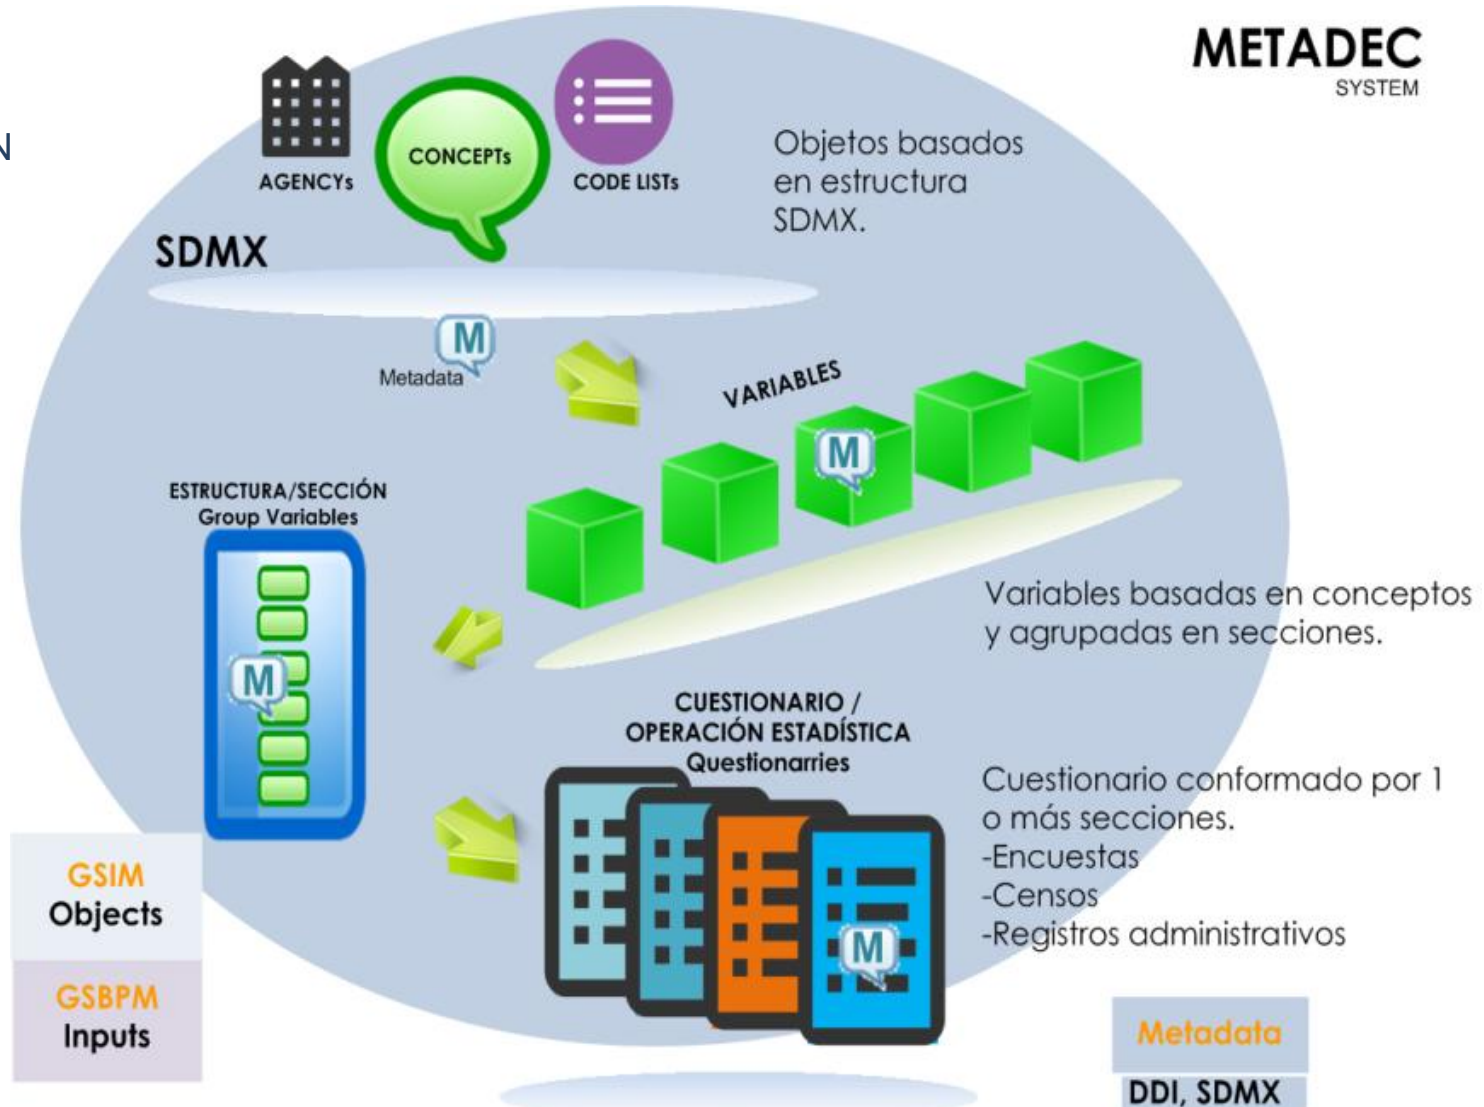 METADEC
SYSTEM
N
AGENCYs
CONCEPTs
CODE LISTs
Objetos basados
en estructura
SDMX.
SDMX
M
Metadata
VARIABLES
M
ESTRUCTURA/SECCIÓN
Group Variables
M
Variables basadas en conceptos
y agrupadas en secciones.
CUESTIONARIO /
OPERACIÓN ESTADÍSTICA
Questionarries
M
Cuestionario conformado por 1
o más secciones.
-Encuestas
-Censos
-Registros administrativos
GSIM
Objects
GSBPM
Inputs
Metadata
DDI, SDMX